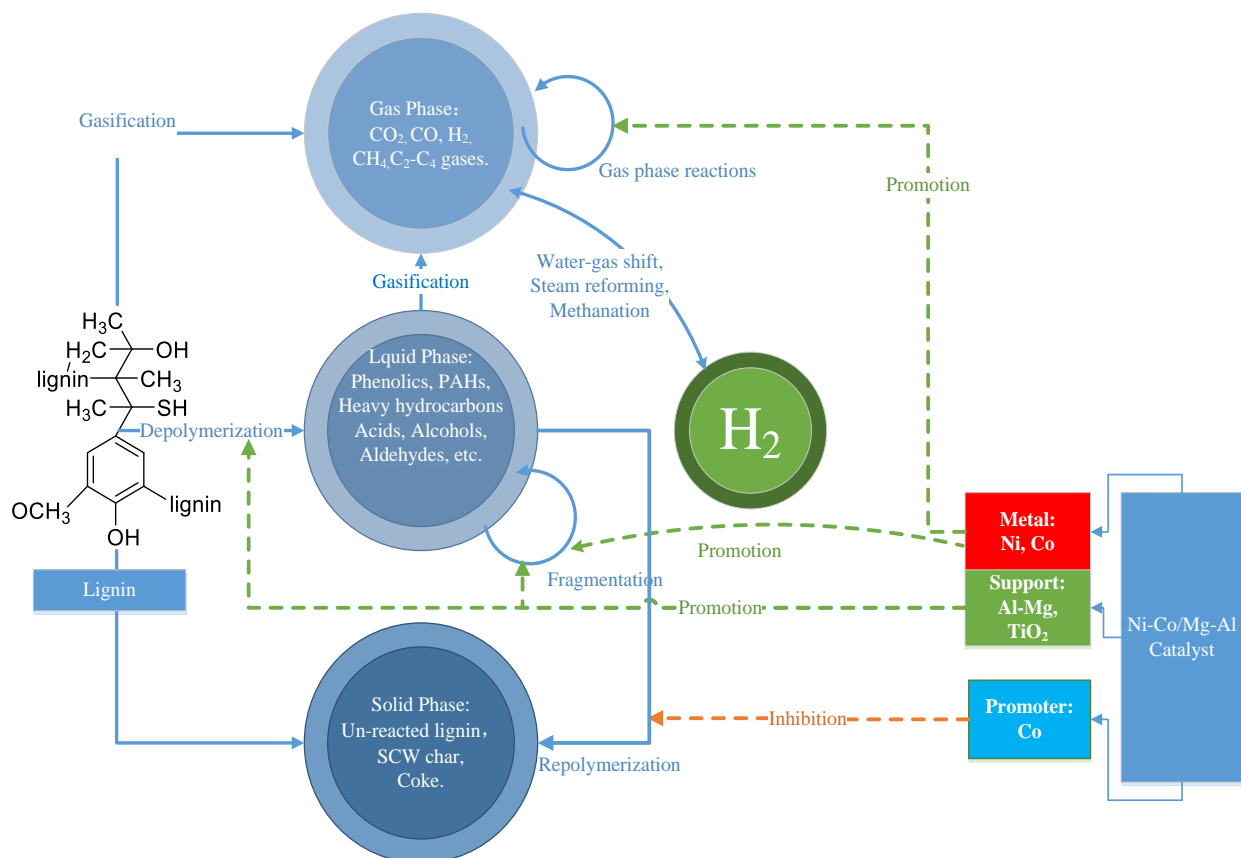 Gas Phase：
CO₂, CO, H₂,
CH₄,C₂-C₄ gases.
Gasification
Gas phase reactions
Promotion
Water-gas shift,
Steam reforming,
Methanation
Gasification
H₃C
H₂C
OH
lignin
CH₃
H₃C
SH
Depolymerization
OCH₃
lignin
OH
Lignin
Lquid Phase:
Phenolics, PAHs,
Heavy hydrocarbons
Acids, Alcohols,
Aldehydes, etc.
H₂
Promotion
Fragmentation
Promotion
Metal:
Ni, Co
Support:
Al-Mg,
TiO₂
Ni-Co/Mg-Al
Catalyst
Solid Phase:
Un-reacted lignin，
SCW char,
Coke.
Inhibition
Promoter:
Co
Repolymerization